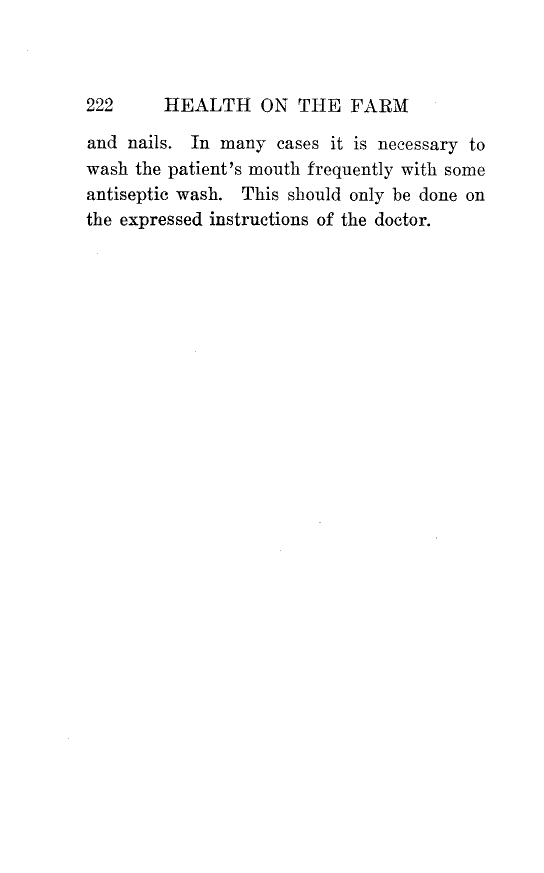 222 HEALTH ON THE FARM
and nails. In many cases it is necessary to
wash the patient's mouth frequently with some
antiseptic wash. This should only be done on
the expressed instructions of the doctor.